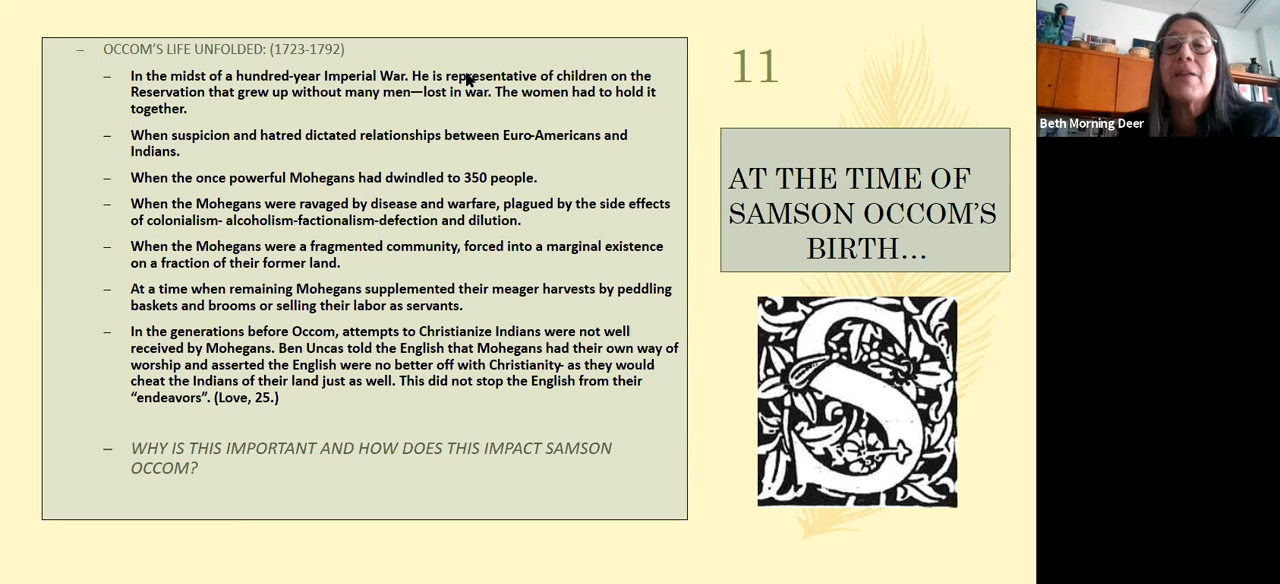 – OCCOM'S LIFE UNFOLDED: (1723-1792)
– In the midst of a hundred-year Imperial War. He is representative of children on the
Reservation that grew up without many men—lost in war. The women had to hold it
together.
– When suspicion and hatred dictated relationships between Euro-Americans and
Indians.
– When the once powerful Mohegans had dwindled to 350 people.
– When the Mohegans were ravaged by disease and warfare, plagued by the side effects
of colonialism- alcoholism-factionalism-defection and dilution.
– When the Mohegans were a fragmented community, forced into a marginal existence
on a fraction of their former land.
– At a time when remaining Mohegans supplemented their meager harvests by peddling
baskets and brooms or selling their labor as servants.
– In the generations before Occom, attempts to Christianize Indians were not well
received by Mohegans. Ben Uncas told the English that Mohegans had their own way of
worship and asserted the English were no better off with Christianity- as they would
cheat the Indians of their land just as well. This did not stop the English from their
“endeavors”. (Love, 25.)
– WHY IS THIS IMPORTANT AND HOW DOES THIS IMPACT SAMSON
OCCOM?
11
AT THE TIME OF
SAMSON OCCOM'S
BIRTH...
S
Beth Morning Deer